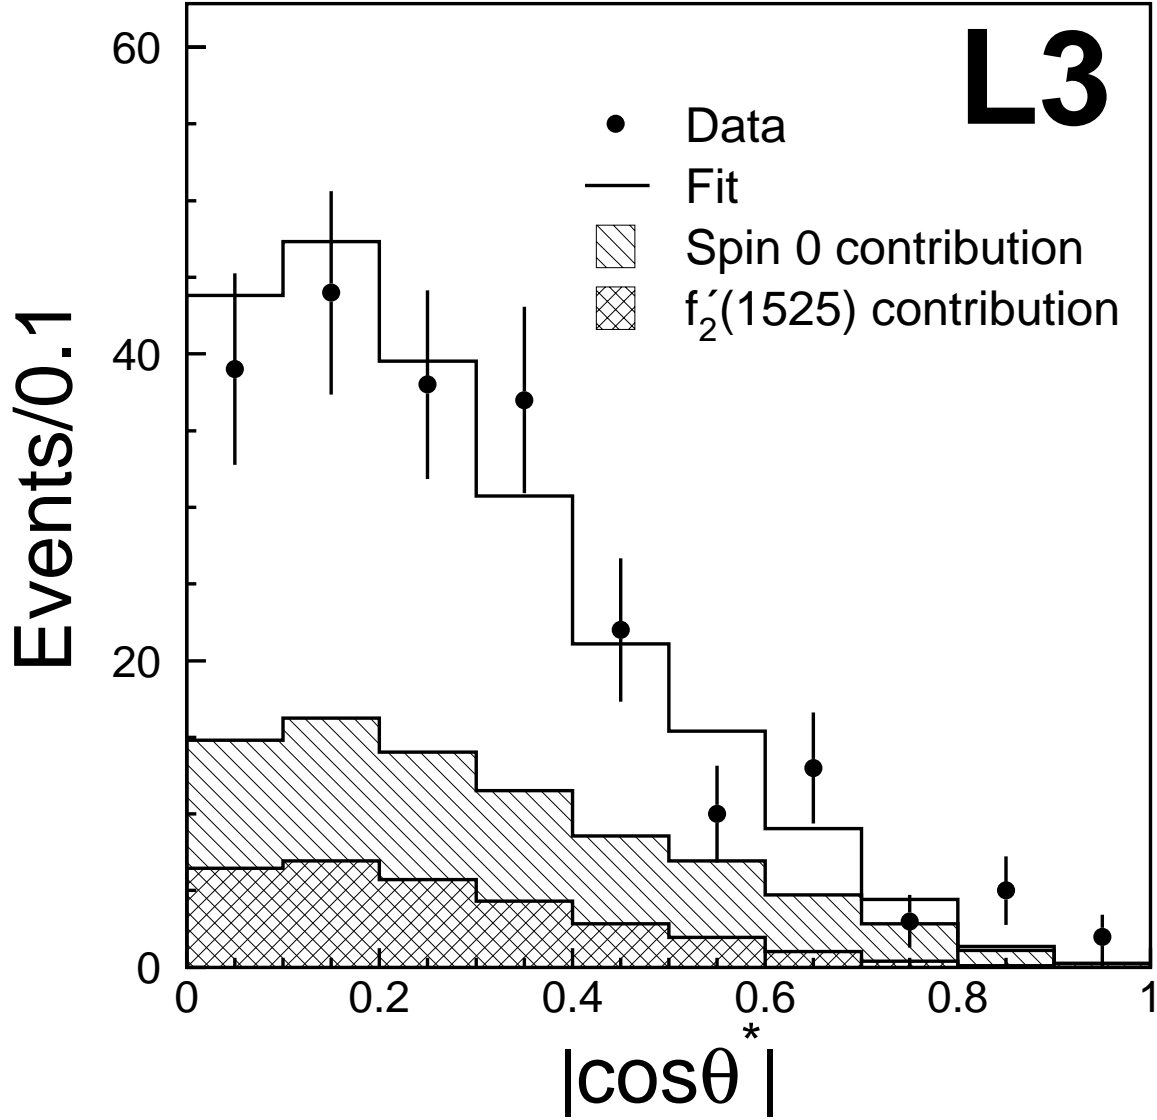 L3
60
Data
Fit
Spin 0 contribution
f₂′(1525) contribution
40
Events/0.1
20
0
0 0.2 0.4 0.6 0.8 1
|cosθ*|